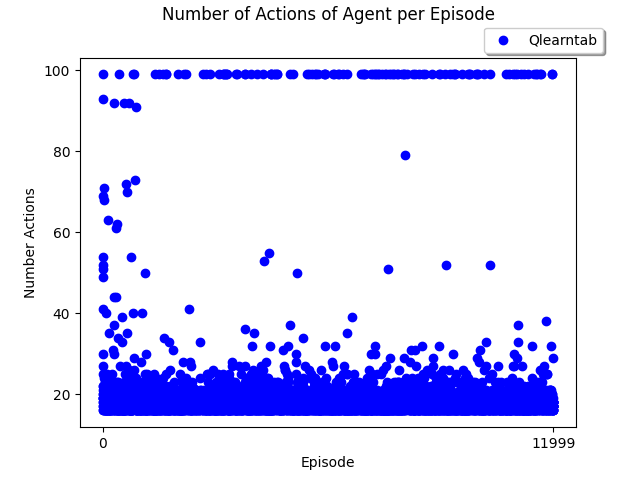 Number of Actions of Agent per Episode
Qlearntab
100
80
60
40
20
Number Actions
0
11999
Episode